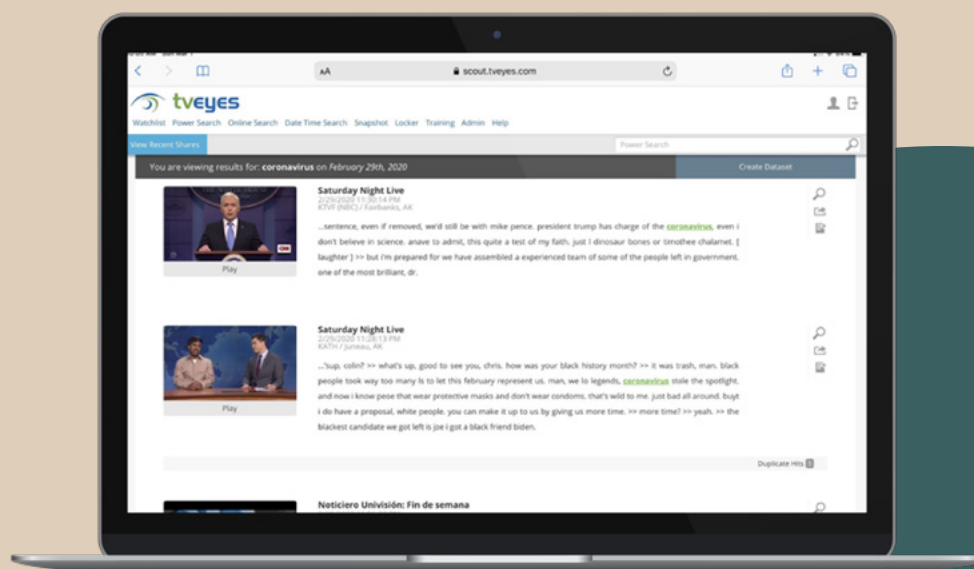 AA scout.tveyes.com
tveyes
Watchlist Power Search Online Search Date Time Search Snapshot Locker Training Admin Help
View Recent Shares Power Search
You are viewing results for: coronavirus on February 29th, 2020 Create Dataset
Saturday Night Live
2/29/2020 11:30:14 PM
KTVF (NBC) / Fairbanks, AK
...sentence, even if removed, we'd still be with mike pence. president trump has charge of the coronavirus, even i
don't believe in science. anave to admit, this quite a test of my faith. just l dinosaur bones or timothee chalamet. [
laughter ] >> but i'm prepared for we have assembled a experienced team of some of the people left in government.
one of the most brilliant, dr.
CNN
Play
Saturday Night Live
2/29/2020 11:28:13 PM
KATH / Juneau, AK
..."sup, colin? >> what's up, good to see you, chris. how was your black history month? >> it was trash, man. black
people took way too many ls to let this february represent us. man, we lo legends, coronavirus stole the spotlight.
and now i know peose that wear protective masks and don't wear condoms. that's wild to me. just bad all around. buyt
i do have a proposal, white people. you can make it up to us by giving us more time. >> more time? >> yeah. >> the
blackest candidate we got left is joe i got a black friend biden.
Play
Duplicate Hits 1
Noticiero Univisión: Fin de semana